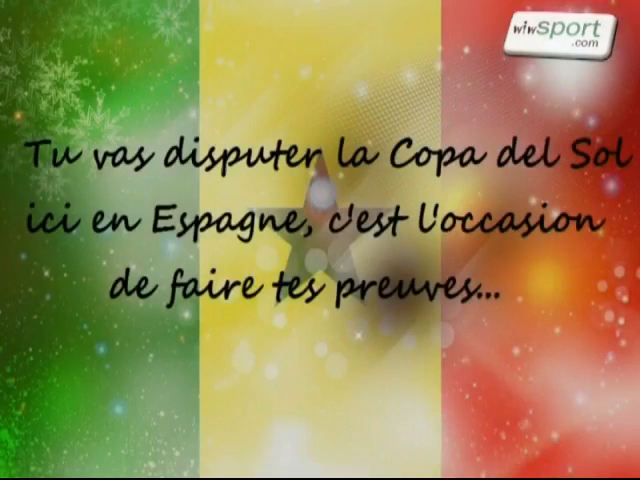 wiwsport
.com
Tu vas disputer la Copa del Sol
ici en Espagne, c'est l'occasion
de faire tes preuves...